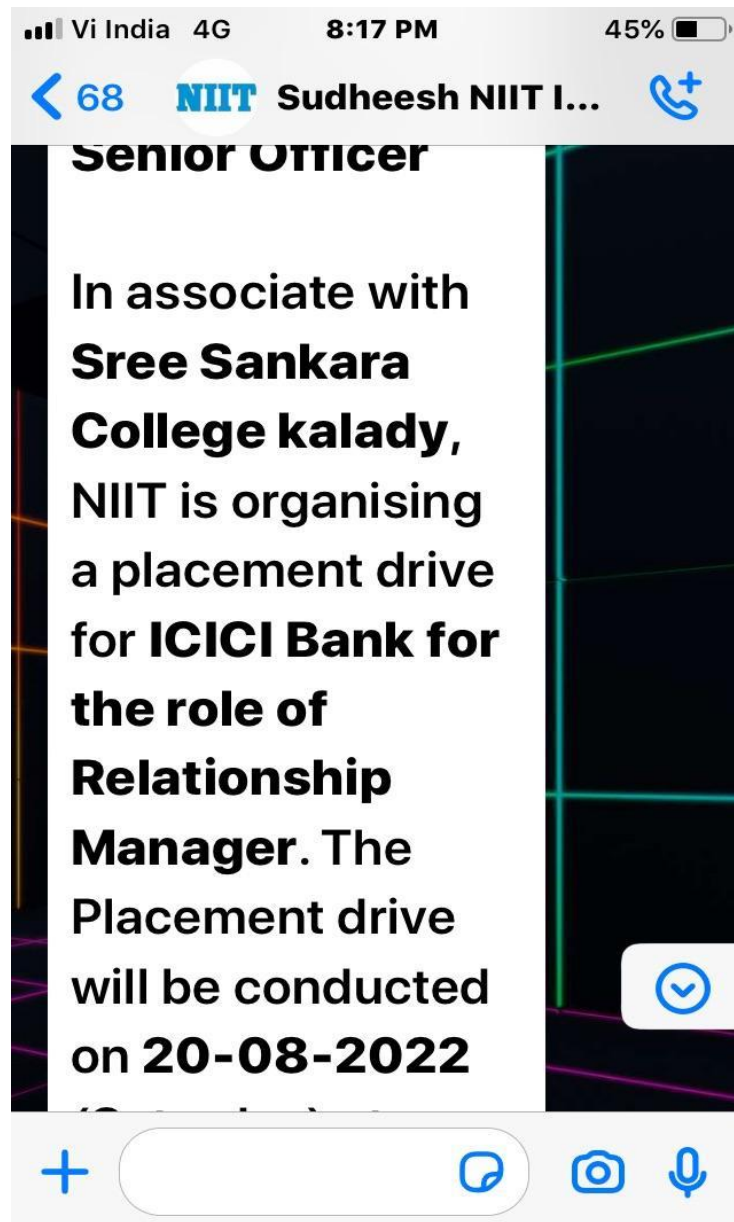 Vi India 4G 8:17 PM 45%
68 NIIT Sudheesh NIIT I...
Senior Officer
In associate with
Sree Sankara
College kalady,
NIIT is organising
a placement drive
for ICICI Bank for
the role of
Relationship
Manager. The
Placement drive
will be conducted
on 20-08-2022